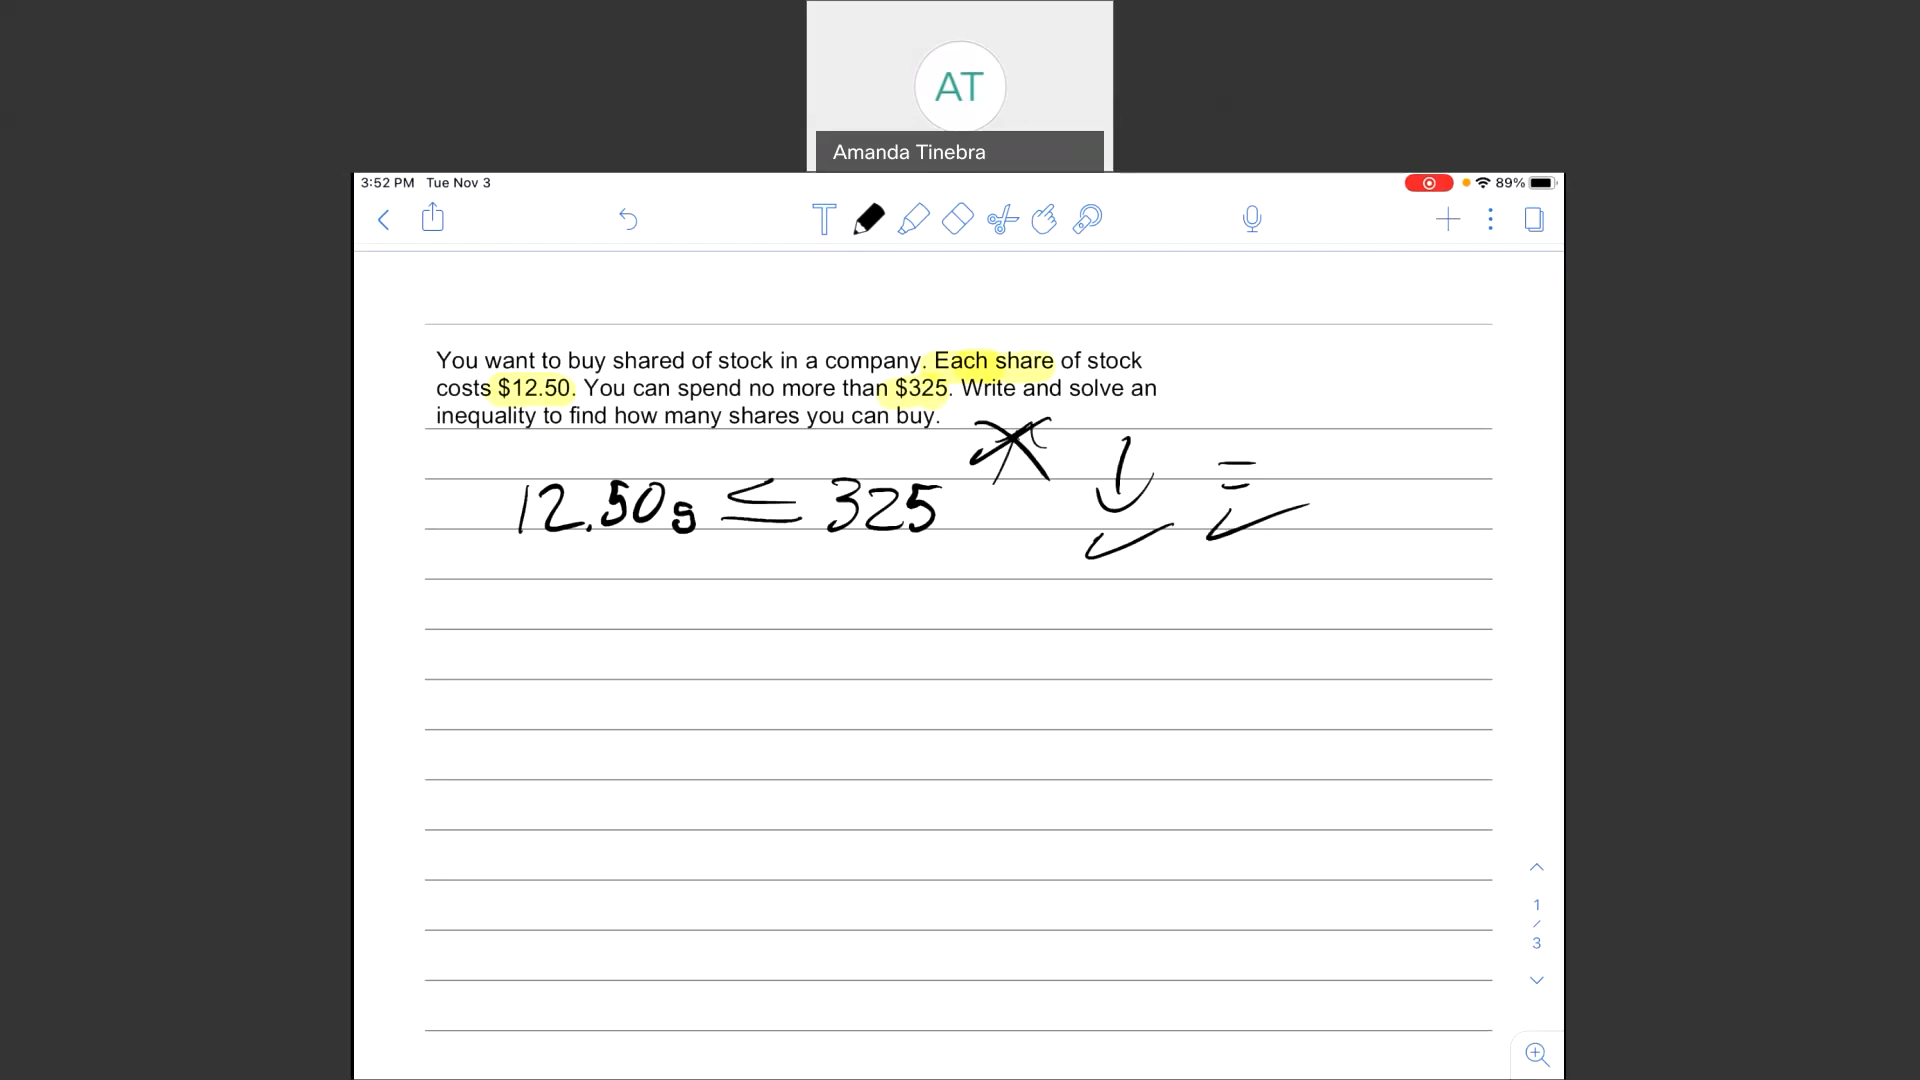 AT
Amanda Tinebra
3:52 PM Tue Nov 3
89%
T
You want to buy shared of stock in a company. Each share of stock
costs $12.50. You can spend no more than $325. Write and solve an
inequality to find how many shares you can buy.
12.50s ≤ 325
=
1
/
3